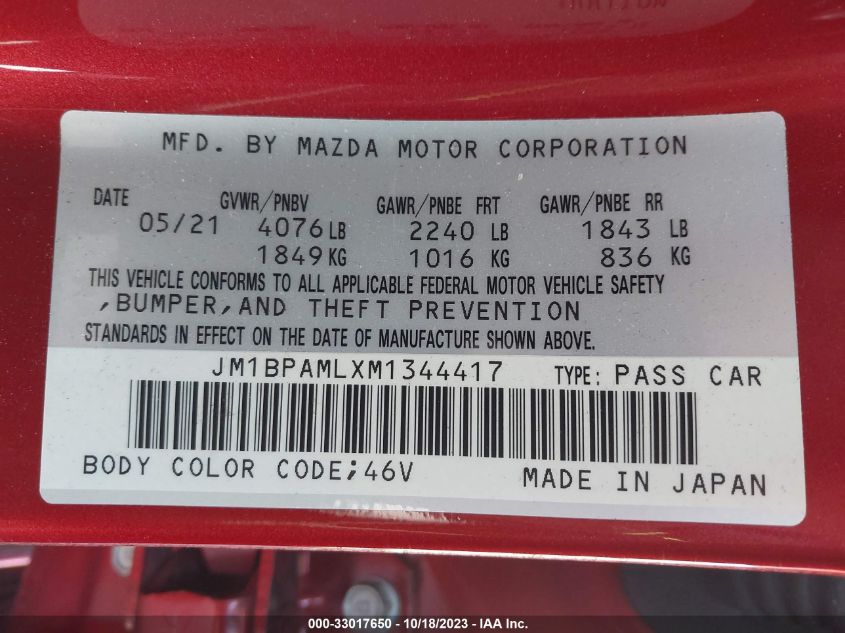 MFD. BY MAZDA MOTOR CORPORATION
DATE GVWR/PNBV GAWR/PNBE FRT GAWR/PNBE RR
05/21 4076 LB 2240 LB 1843 LB
1849 KG 1016 KG 836 KG
THIS VEHICLE CONFORMS TO ALL APPLICABLE FEDERAL MOTOR VEHICLE SAFETY
,BUMPER,AND THEFT PREVENTION
STANDARDS IN EFFECT ON THE DATE OF MANUFACTURE SHOWN ABOVE.
JM1BPAMLXM1344417 TYPE: PASS CAR
BODY COLOR CODE;46V MADE IN JAPAN
000-33017650 - 10/18/2023 - IAA Inc.